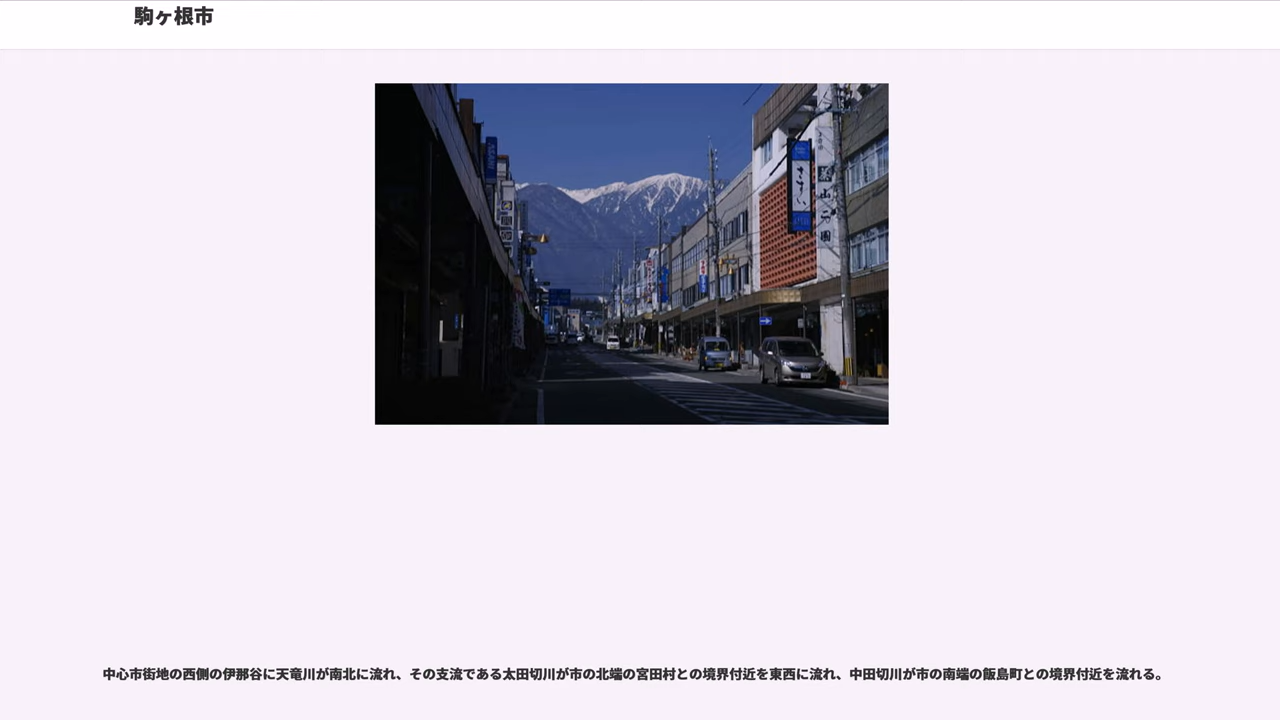 駒ヶ根市
きすい
中心市街地の西側の伊那谷に天竜川が南北に流れ、その支流である太田切川が市の北端の宮田村との境界付近を東西に流れ、中田切川が市の南端の飯島町との境界付近を流れる。